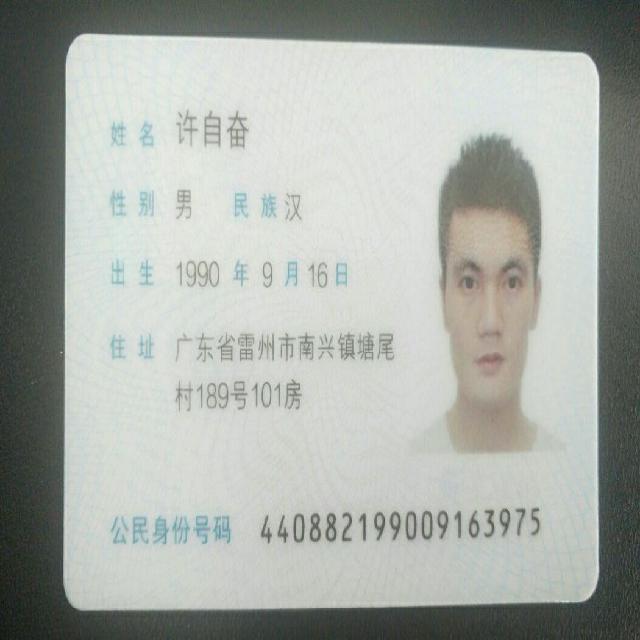 姓名 许自奋
性别 男 民族 汉
出生 1990 年 9 月 16 日
住址 广东省雷州市南兴镇塘尾
村189号101房
公民身份号码 440882199009163975